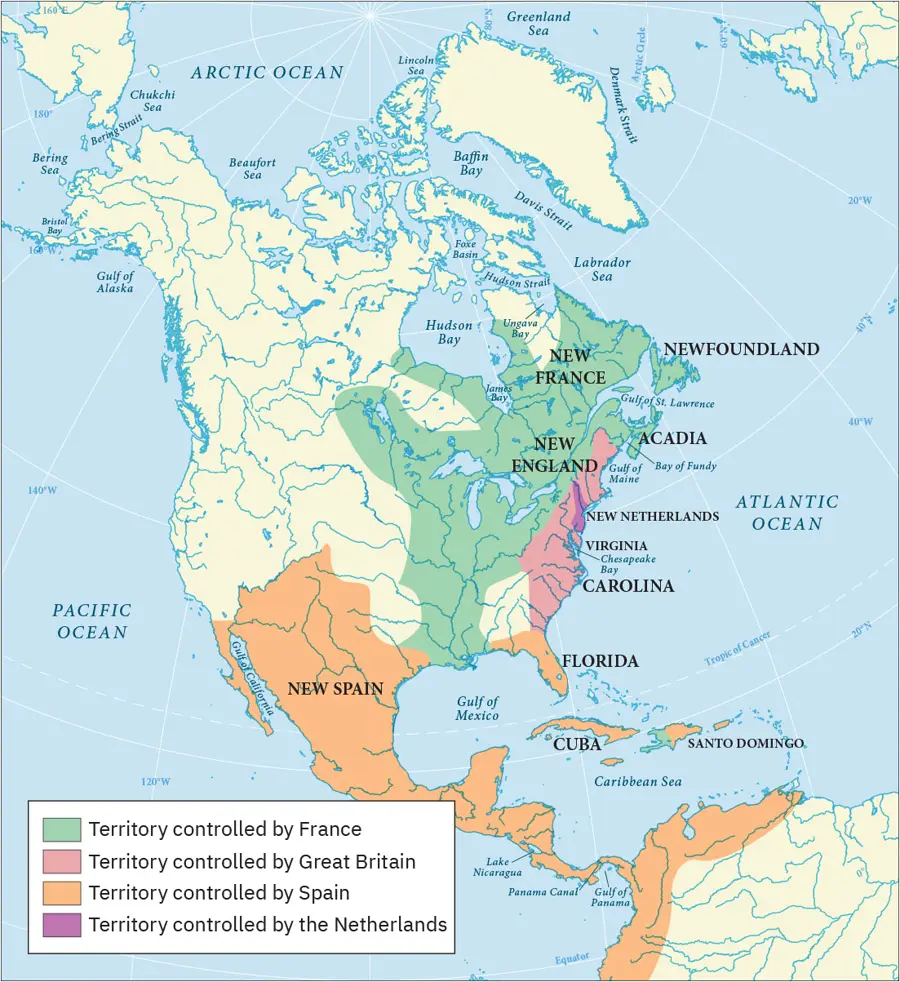 160°E
80°N
Greenland
Sea
60°N
Arctic Circle
0°
ARCTIC OCEAN
Lincoln
Sea
Denmark Strait
180°
Chukchi
Sea
Bering Strait
Bering
Sea
Beaufort
Sea
Baffin
Bay
Davis Strait
20°W
Bristol
Bay
160°W
Foxe
Basin
Gulf of
Alaska
Labrador
Sea
Hudson Strait
Ungava
Bay
Hudson
Bay
40°N
NEW
FRANCE
NEWFOUNDLAND
James
Bay
Gulf of St. Lawrence
40°W
NEW
ENGLAND
ACADIA
Gulf of
Maine
Bay of Fundy
140°W
ATLANTIC
OCEAN
NEW NETHERLANDS
VIRGINIA
Chesapeake
Bay
CAROLINA
PACIFIC
OCEAN
20°N
Tropic of Cancer
Gulf of California
FLORIDA
NEW SPAIN
Gulf of
Mexico
CUBA
SANTO DOMINGO
120°W
Caribbean Sea
Lake
Nicaragua
Panama Canal
Gulf of
Panama
0°
Equator
Territory controlled by France
Territory controlled by Great Britain
Territory controlled by Spain
Territory controlled by the Netherlands